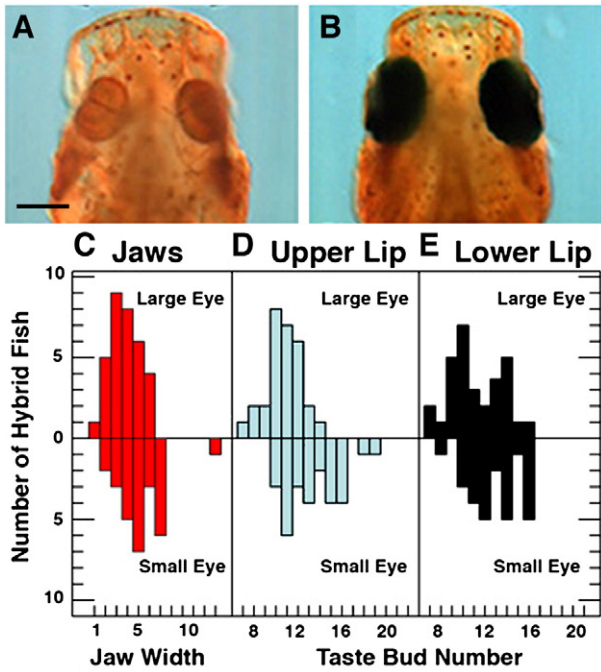 A
B
C Jaws
D Upper Lip
E Lower Lip
10
Large Eye
Large Eye
Large Eye
5
0
5
Small Eye
Small Eye
Small Eye
10
Number of Hybrid Fish
1 5 10
8 12 16 20
8 12 16 20
Jaw Width
Taste Bud Number